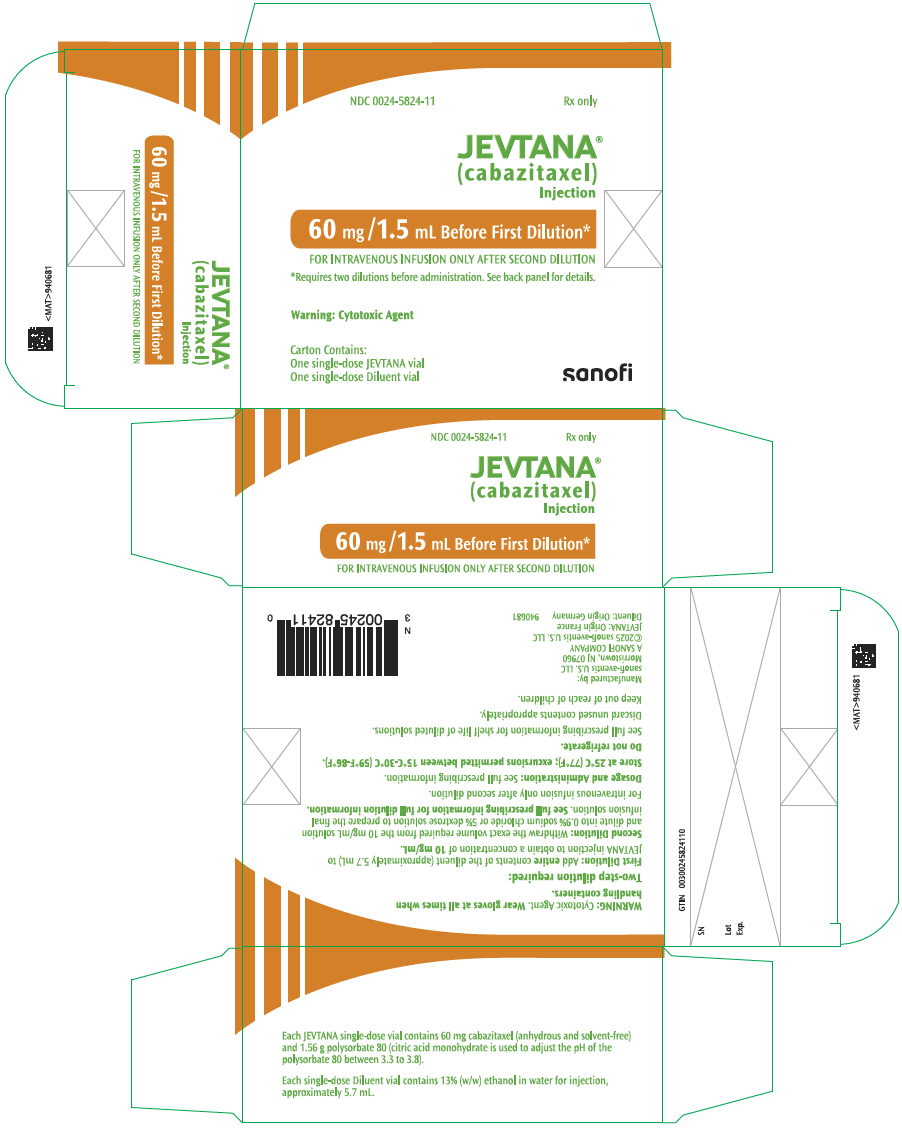 NDC 0024-5824-11 Rx only
JEVTANA®
(cabazitaxel)
Injection
60 mg/1.5 mL Before First Dilution*
FOR INTRAVENOUS INFUSION ONLY AFTER SECOND DILUTION
*Requires two dilutions before administration. See back panel for details.
Warning: Cytotoxic Agent
Carton Contains:
One single-dose JEVTANA vial
One single-dose Diluent vial
sanofi
JEVTANA®
(cabazitaxel)
Injection
60 mg/1.5 mL Before First Dilution*
FOR INTRAVENOUS INFUSION ONLY AFTER SECOND DILUTION
<MAT>940681
NDC 0024-5824-11 Rx only
JEVTANA®
(cabazitaxel)
Injection
60 mg/1.5 mL Before First Dilution*
FOR INTRAVENOUS INFUSION ONLY AFTER SECOND DILUTION
WARNING: Cytotoxic Agent. Wear gloves at all times when
handling containers.
Two-step dilution required:
First Dilution: Add entire contents of the diluent (approximately 5.7 mL) to
JEVTANA injection to obtain a concentration of 10 mg/mL.
Second Dilution: Withdraw the exact volume required from the 10 mg/mL solution
and dilute into 0.9% sodium chloride or 5% dextrose solution to prepare the final
infusion solution. See full prescribing information for full dilution information.
For intravenous infusion only after second dilution.
Dosage and Administration: See full prescribing information.
Store at 25°C (77°F); excursions permitted between 15°C-30°C (59°F-86°F).
Do not refrigerate.
See full prescribing information for shelf life of diluted solutions.
Discard unused contents appropriately.
Keep out of reach of children.
Manufactured by:
sanofi-aventis U.S. LLC
Morristown, NJ 07960
A SANOFI COMPANY
©2025 sanofi-aventis U.S. LLC
JEVTANA: Origin France
Diluent: Origin Germany 940681
N
3 00245 82411 0
GTIN 00300245824110
SN
Lot
Exp.
<MAT>940681
Each JEVTANA single-dose vial contains 60 mg cabazitaxel (anhydrous and solvent-free)
and 1.56 g polysorbate 80 (citric acid monohydrate is used to adjust the pH of the
polysorbate 80 between 3.3 to 3.8).
Each single-dose Diluent vial contains 13% (w/w) ethanol in water for injection,
approximately 5.7 mL.